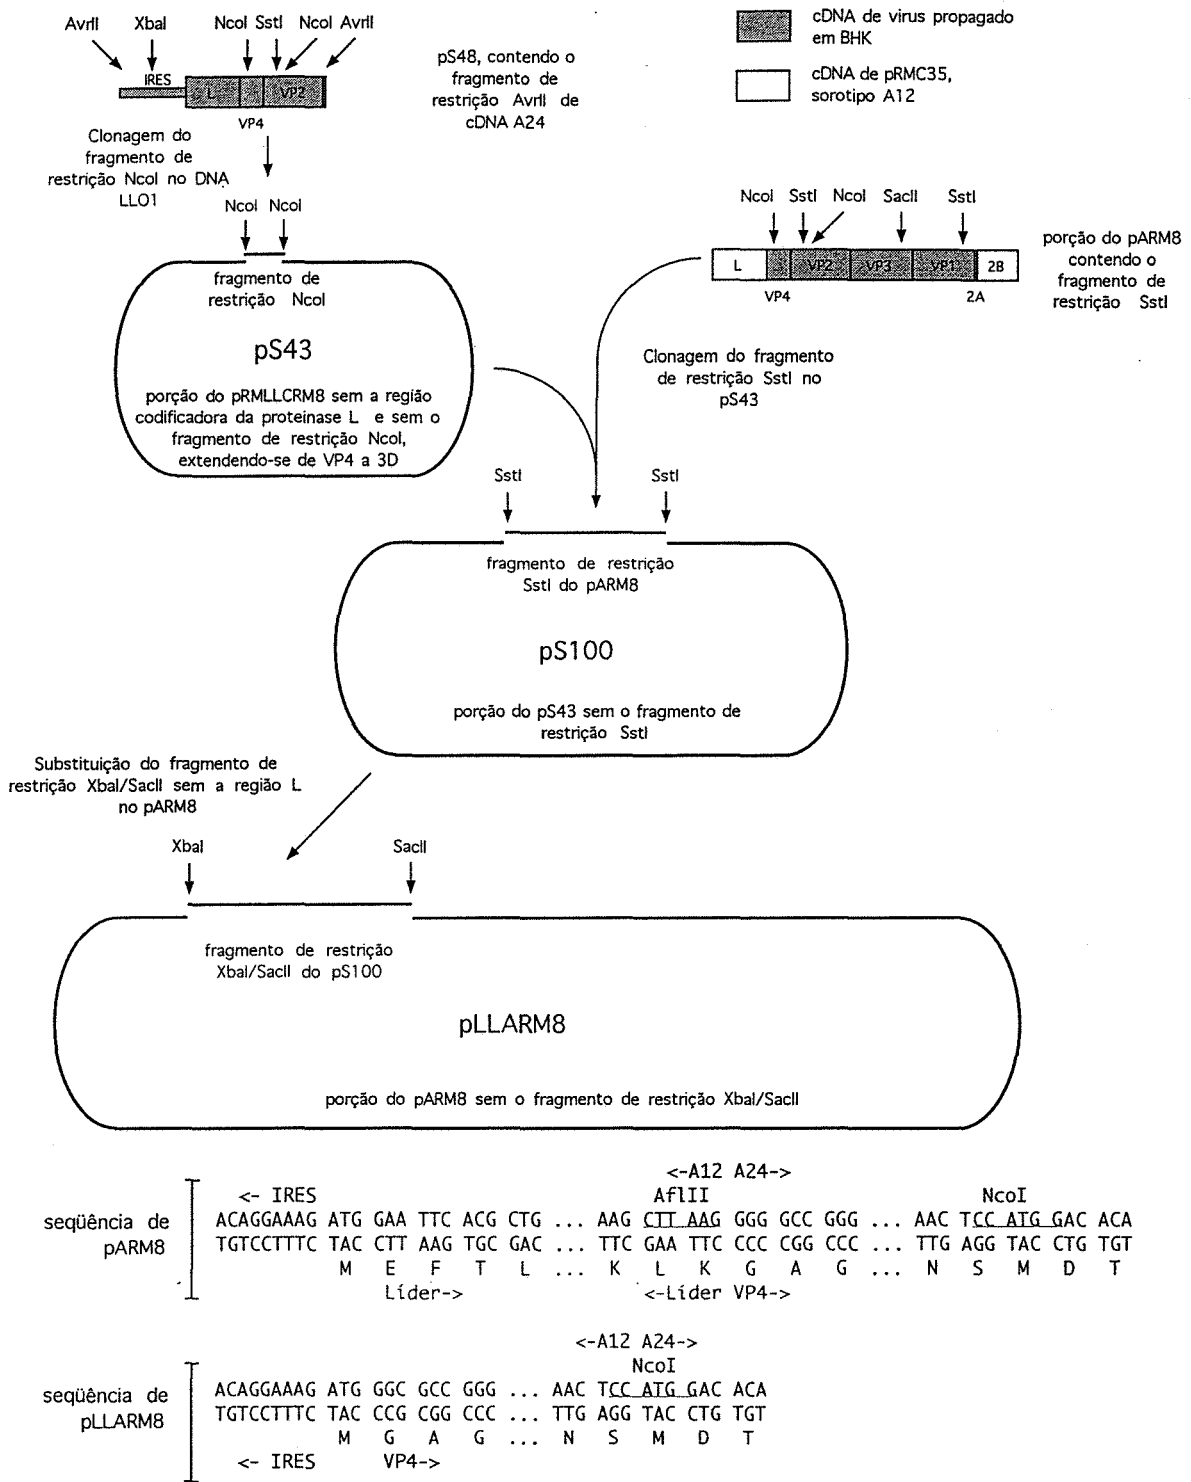 AvrII XbaI NcoI SstI NcoI AvrII
IRES
L VP2
VP4
pS48, contendo o
fragmento de
restrição AvrII de
cDNA A24
cDNA de virus propagado
em BHK
cDNA de pRMC35,
sorotipo A12
Clonagem do
fragmento de
restrição NcoI no DNA
LL01
NcoI NcoI
fragmento de
restrição NcoI
pS43
porção do pRMLLCRM8 sem a região
codificadora da proteinase L e sem o
fragmento de restrição NcoI,
extendendo-se de VP4 a 3D
NcoI SstI NcoI SacII SstI
L VP2 VP3 VP1 2B
VP4 2A
porção do pARM8
contendo o
fragmento de
restrição SstI
Clonagem do fragmento
de restrição SstI no
pS43
SstI SstI
fragmento de restrição
SstI do pARM8
pS100
porção do pS43 sem o fragmento de
restrição SstI
Substituição do fragmento de
restrição XbaI/SacII sem a região L
no pARM8
XbaI SacII
fragmento de restrição
XbaI/SacII do pS100
pLLARM8
porção do pARM8 sem o fragmento de restrição XbaI/SacII
seqüência de
pARM8
<-A12 A24->
<- IRES AflII NcoI
ACAGGAAAG ATG GAA TTC ACG CTG ... AAG CTT AAG GGG GCC GGG ... AAC TCC ATG GAC ACA
TGTCCTTTC TAC CTT AAG TGC GAC ... TTC GAA TTC CCC CGG CCC ... TTG AGG TAC CTG TGT
M E F T L ... K L K G A G ... N S M D T
Líder-> <-Líder VP4->
seqüência de
pLLARM8
<-A12 A24->
NcoI
ACAGGAAAG ATG GGC GCC GGG ... AAC TCC ATG GAC ACA
TGTCCTTTC TAC CCG CGG CCC ... TTG AGG TAC CTG TGT
M G A G ... N S M D T
<- IRES VP4->